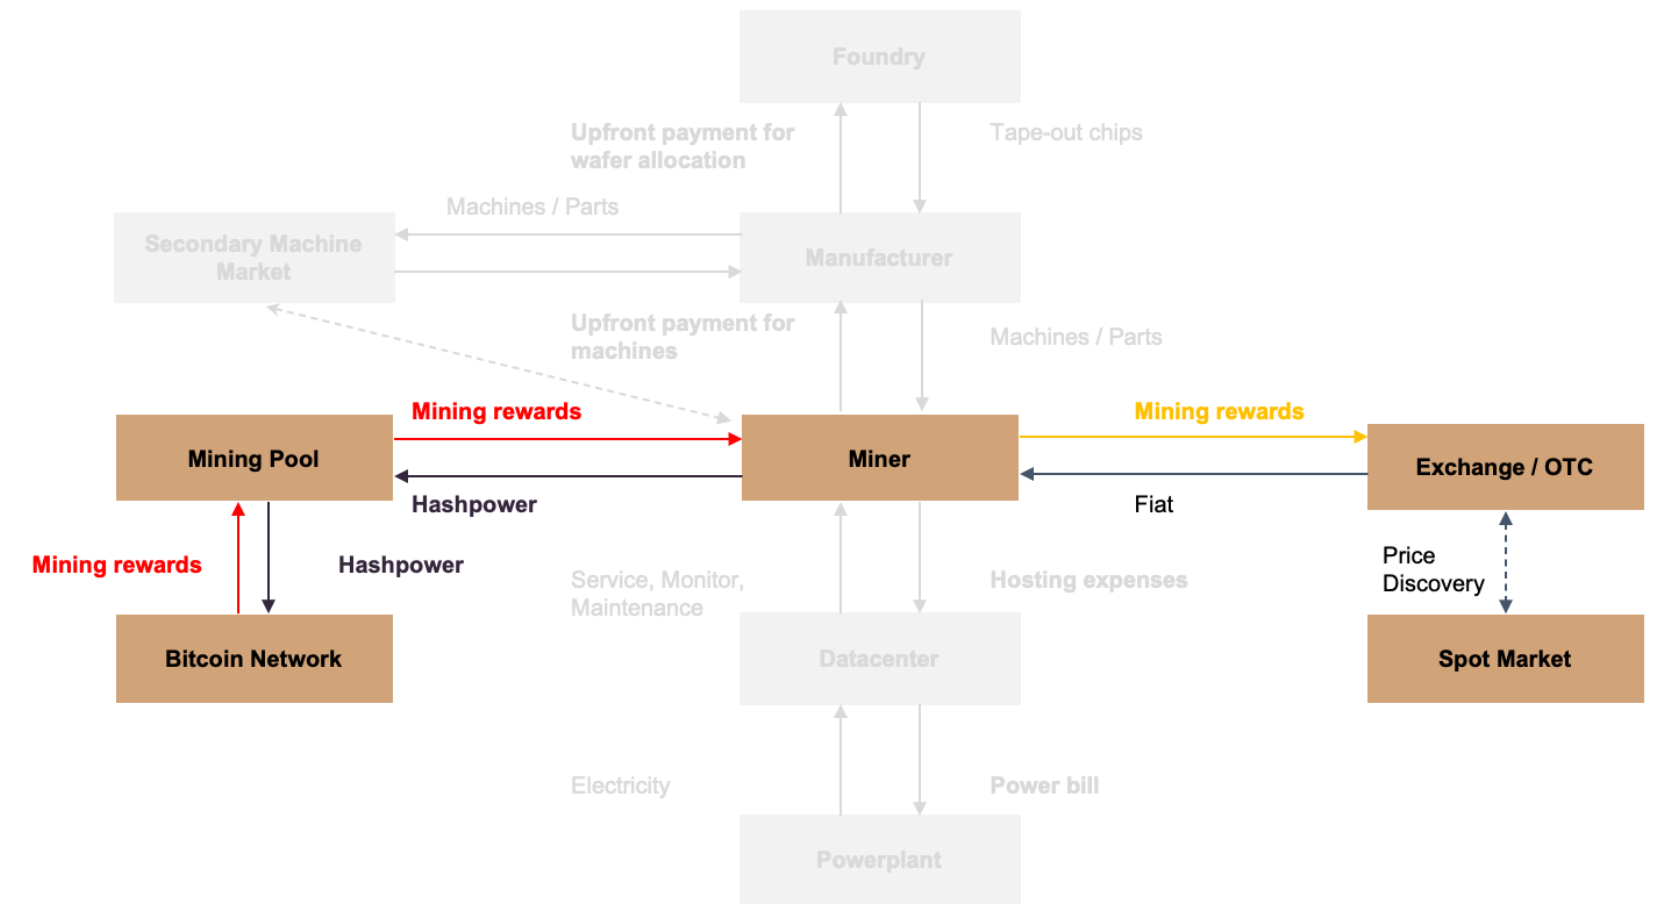 Foundry
Upfront payment for
wafer allocation
Tape-out chips
Machines / Parts
Secondary Machine
Market
Manufacturer
Upfront payment for
machines
Machines / Parts
Mining rewards
Mining rewards
Mining Pool
Miner
Exchange / OTC
Hashpower
Fiat
Mining rewards
Hashpower
Service, Monitor,
Maintenance
Hosting expenses
Price
Discovery
Bitcoin Network
Datacenter
Spot Market
Electricity
Power bill
Powerplant